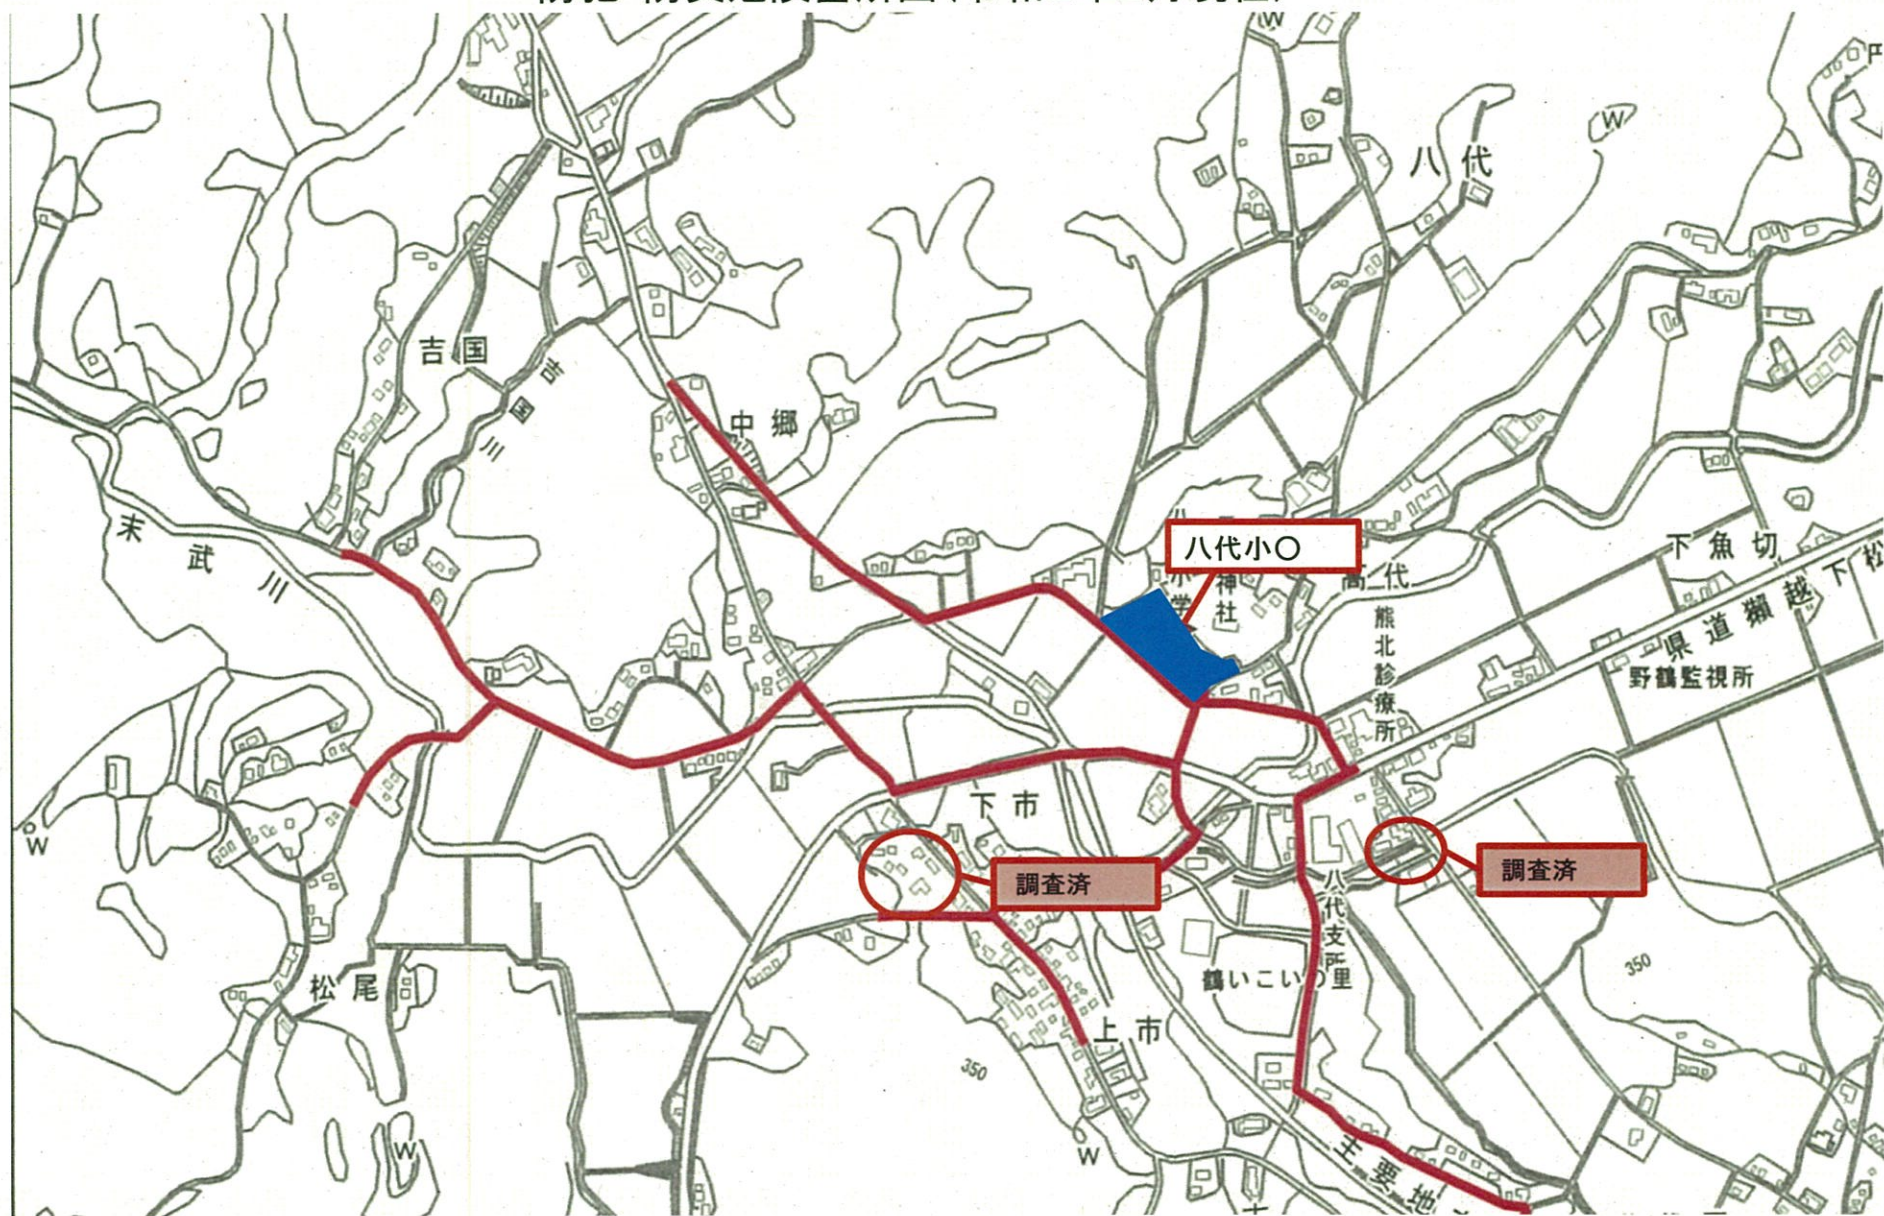 W
八代
W
吉国
吉国川
中郷
末武川
八代小〇
神社
高代
下魚切
熊北診療所
県道獺越下松
野鶴監視所
下市
W
調査済
調査済
八代支所
松尾
鶴いこいの里
350
上市
350
W
W
主要地